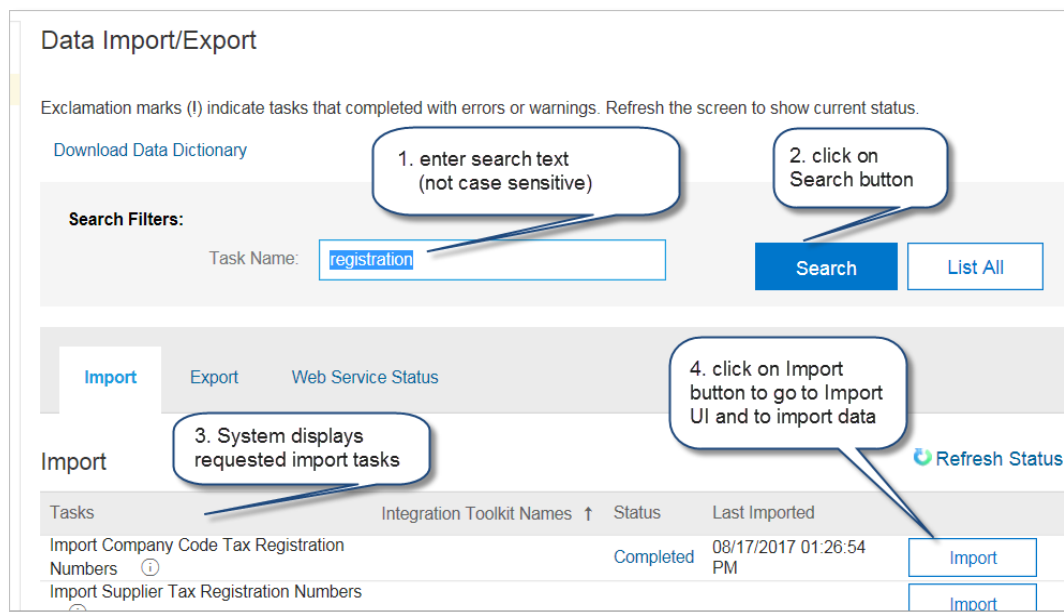 Data Import/Export
Exclamation marks (!) indicate tasks that completed with errors or warnings. Refresh the screen to show current status.
Download Data Dictionary
1. enter search text
(not case sensitive)
2. click on
Search button
Search Filters:
Task Name:
registration
Search
List All
Import
Export
Web Service Status
4. click on Import
button to go to Import
UI and to import data
3. System displays
requested import tasks
Import
Refresh Status
Tasks
Integration Toolkit Names ↑
Status
Last Imported
Import Company Code Tax Registration
Numbers
Completed
08/17/2017 01:26:54
PM
Import
Import Supplier Tax Registration Numbers
Import